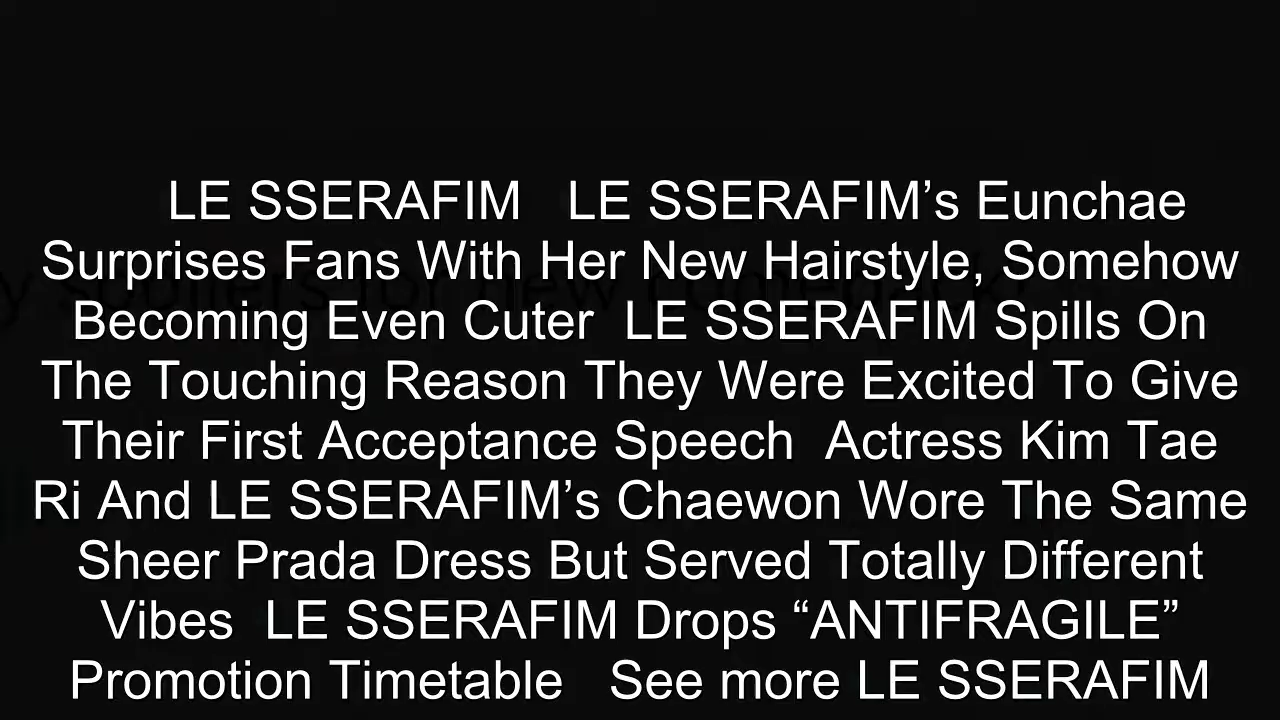 LE SSERAFIM   LE SSERAFIM’s Eunchae
Surprises Fans With Her New Hairstyle, Somehow
Becoming Even Cuter  LE SSERAFIM Spills On
The Touching Reason They Were Excited To Give
Their First Acceptance Speech  Actress Kim Tae
Ri And LE SSERAFIM’s Chaewon Wore The Same
Sheer Prada Dress But Served Totally Different
Vibes  LE SSERAFIM Drops “ANTIFRAGILE”
Promotion Timetable   See more LE SSERAFIM